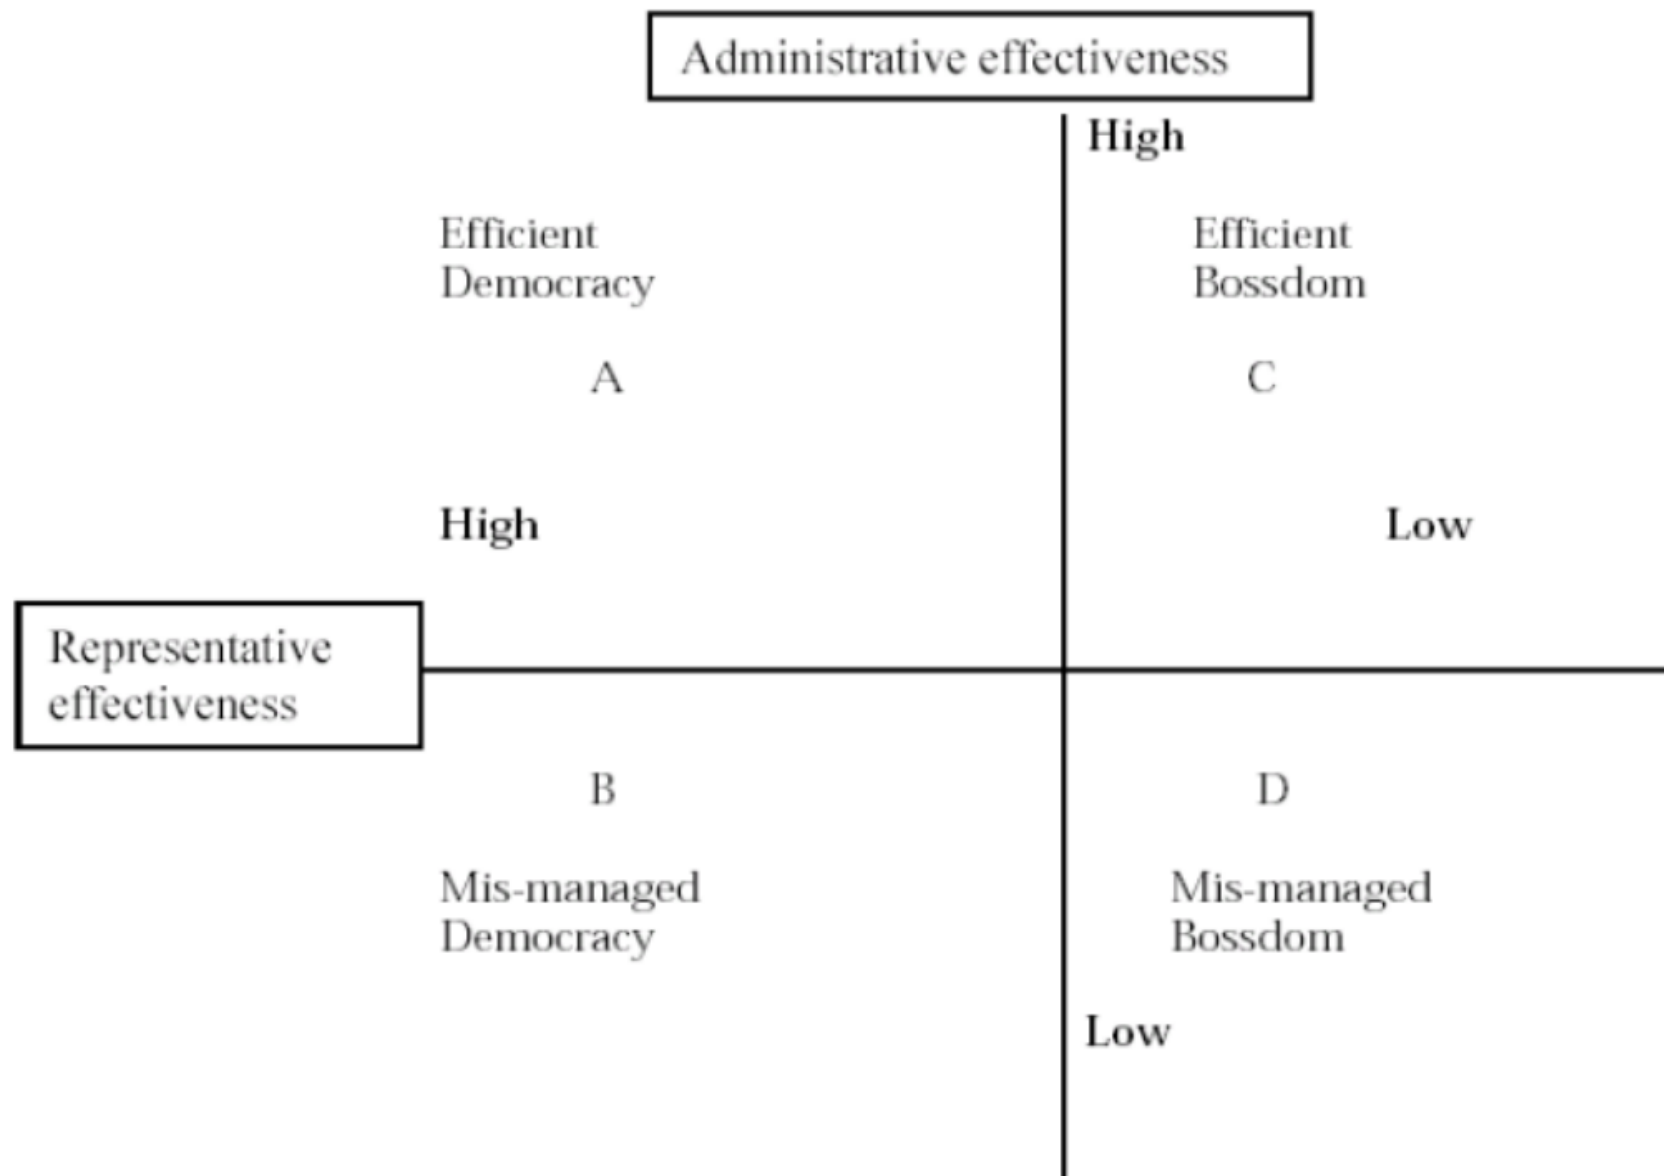 Administrative effectiveness
High
Efficient
Democracy
Efficient
Bossdom
A
C
High
Low
Representative
effectiveness
B
D
Mis-managed
Democracy
Mis-managed
Bossdom
Low